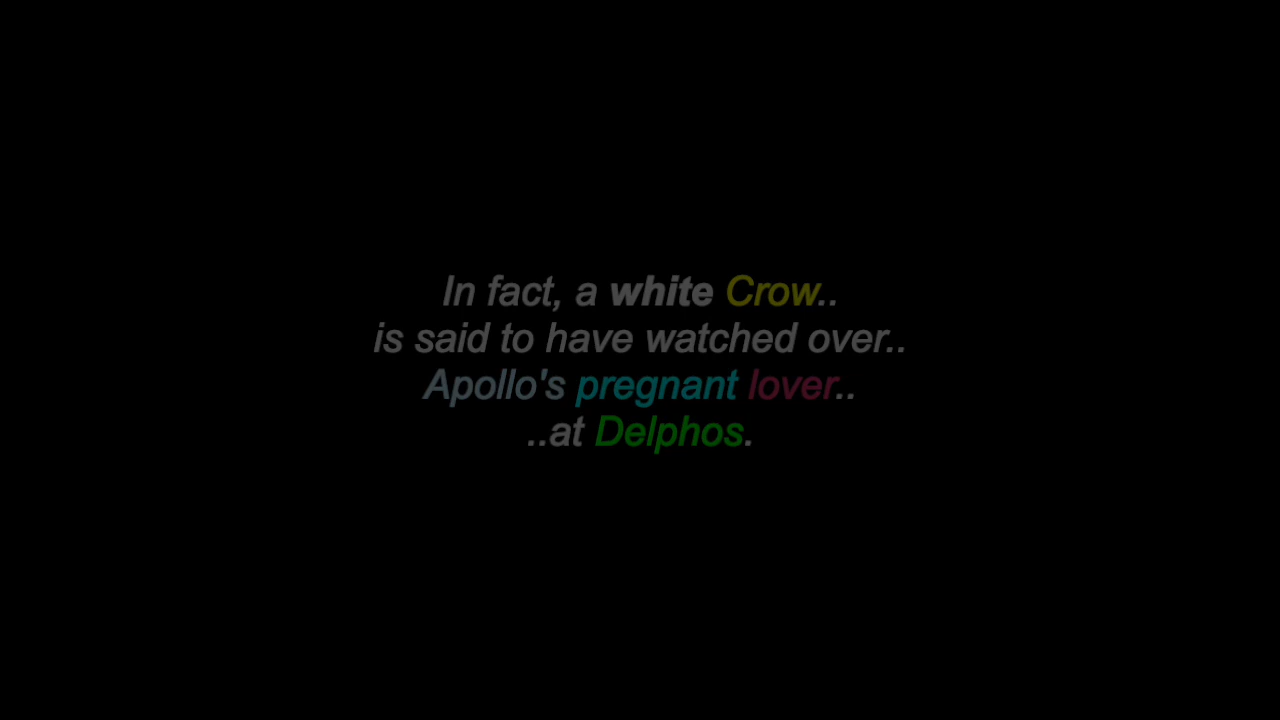 In fact, a white Crow..
is said to have watched over..
Apollo's pregnant lover..
..at Delphos.